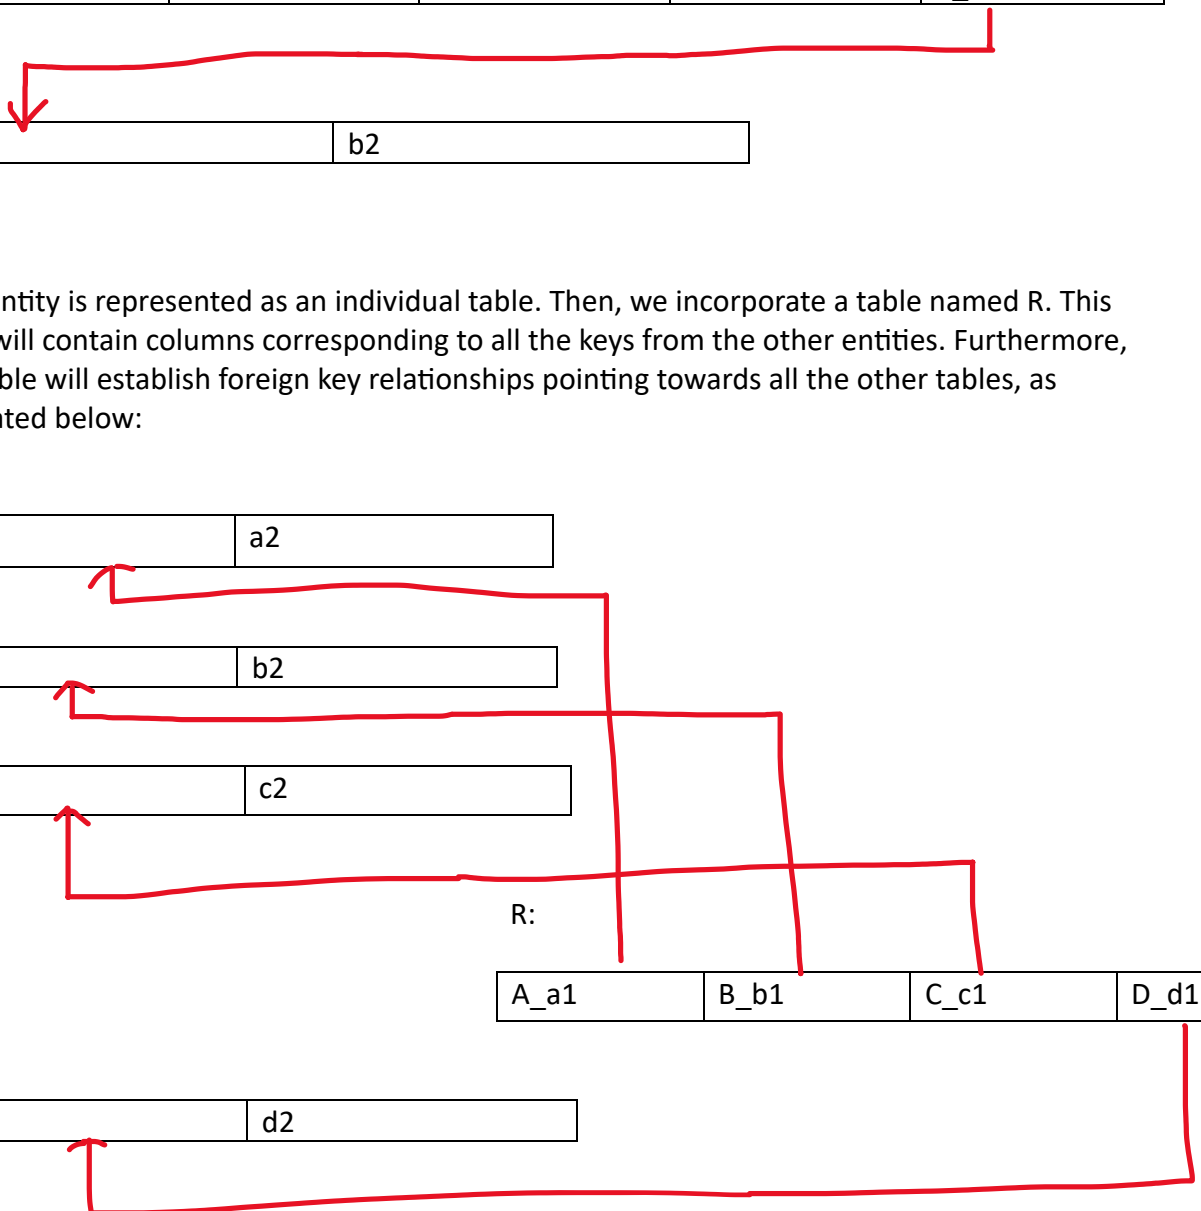 b2
ntity is represented as an individual table. Then, we incorporate a table named R. This
will contain columns corresponding to all the keys from the other entities. Furthermore,
ble will establish foreign key relationships pointing towards all the other tables, as
ated below:
a2
b2
c2
R:
A_a1 B_b1 C_c1 D_d1
d2